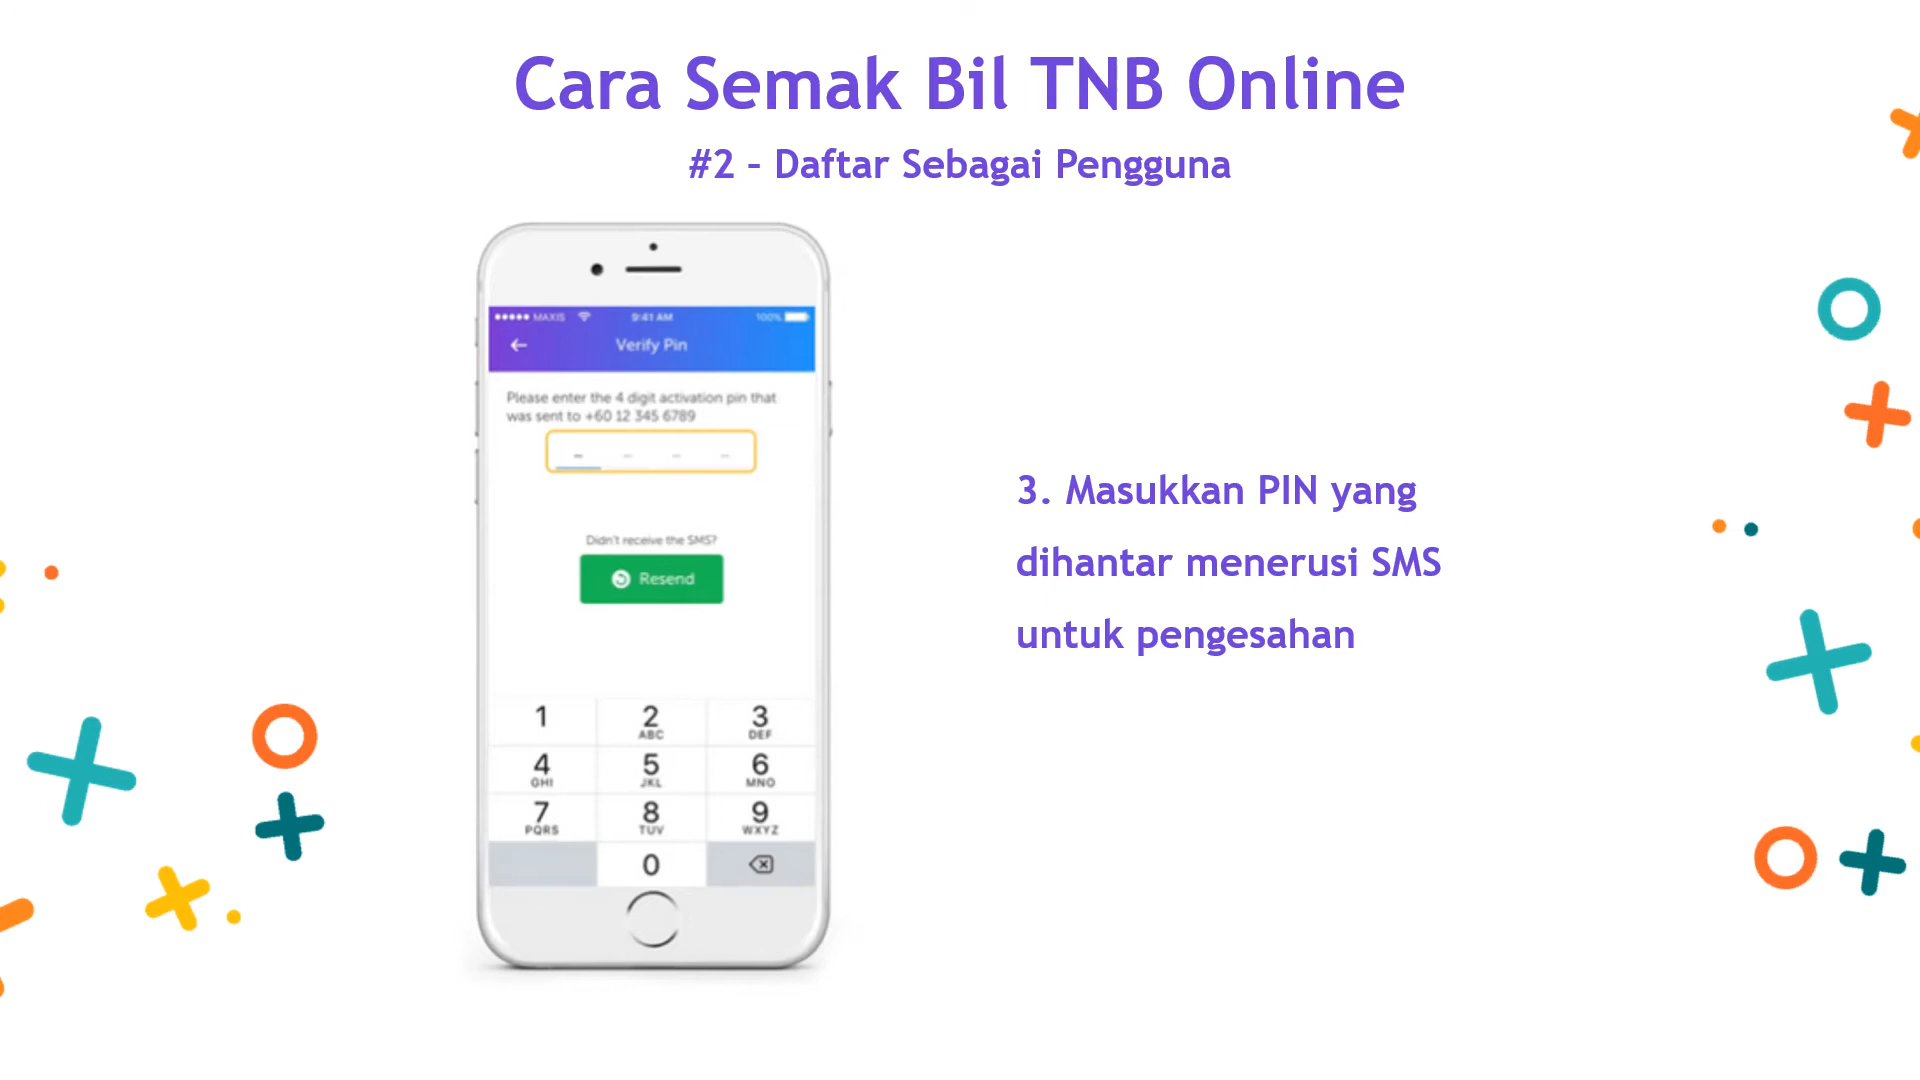 Cara Semak Bil TNB Online
#2 – Daftar Sebagai Pengguna
MAXIS 9:41 AM 100%
Verify Pin
Please enter the 4 digit activation pin that
was sent to +60 12 345 6789
Didn't receive the SMS?
Resend
1 2 3
ABC DEF
4 5 6
GHI JKL MNO
7 8 9
PQRS TUV WXYZ
0
3. Masukkan PIN yang
dihantar menerusi SMS
untuk pengesahan